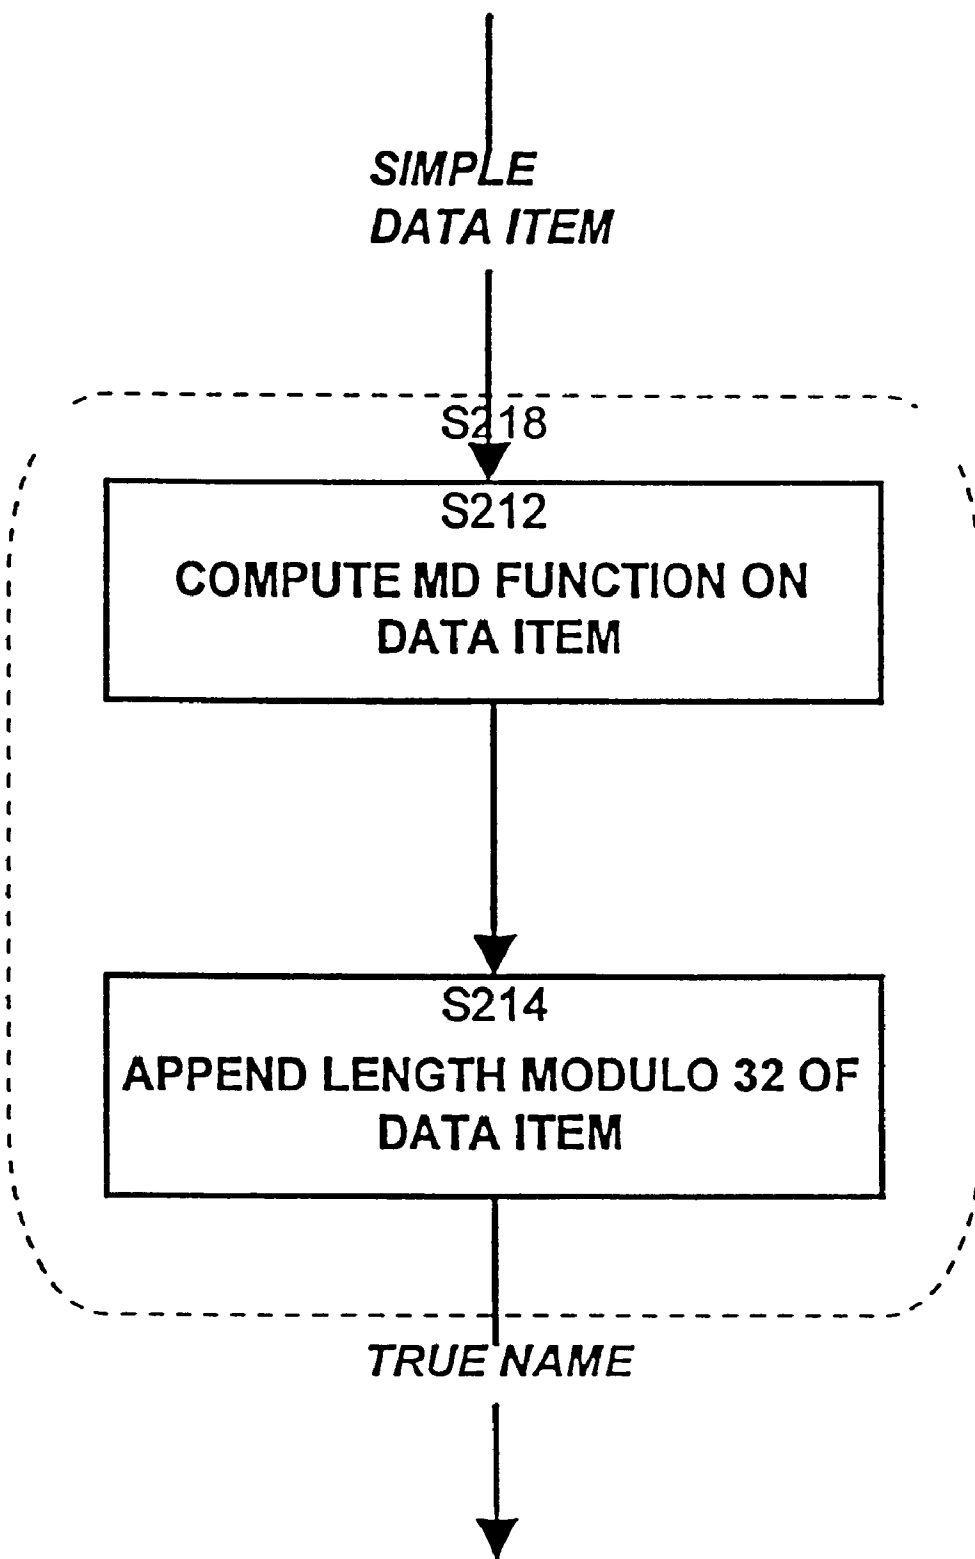 SIMPLE
DATA ITEM
S218
S212
COMPUTE MD FUNCTION ON
DATA ITEM
S214
APPEND LENGTH MODULO 32 OF
DATA ITEM
TRUE NAME